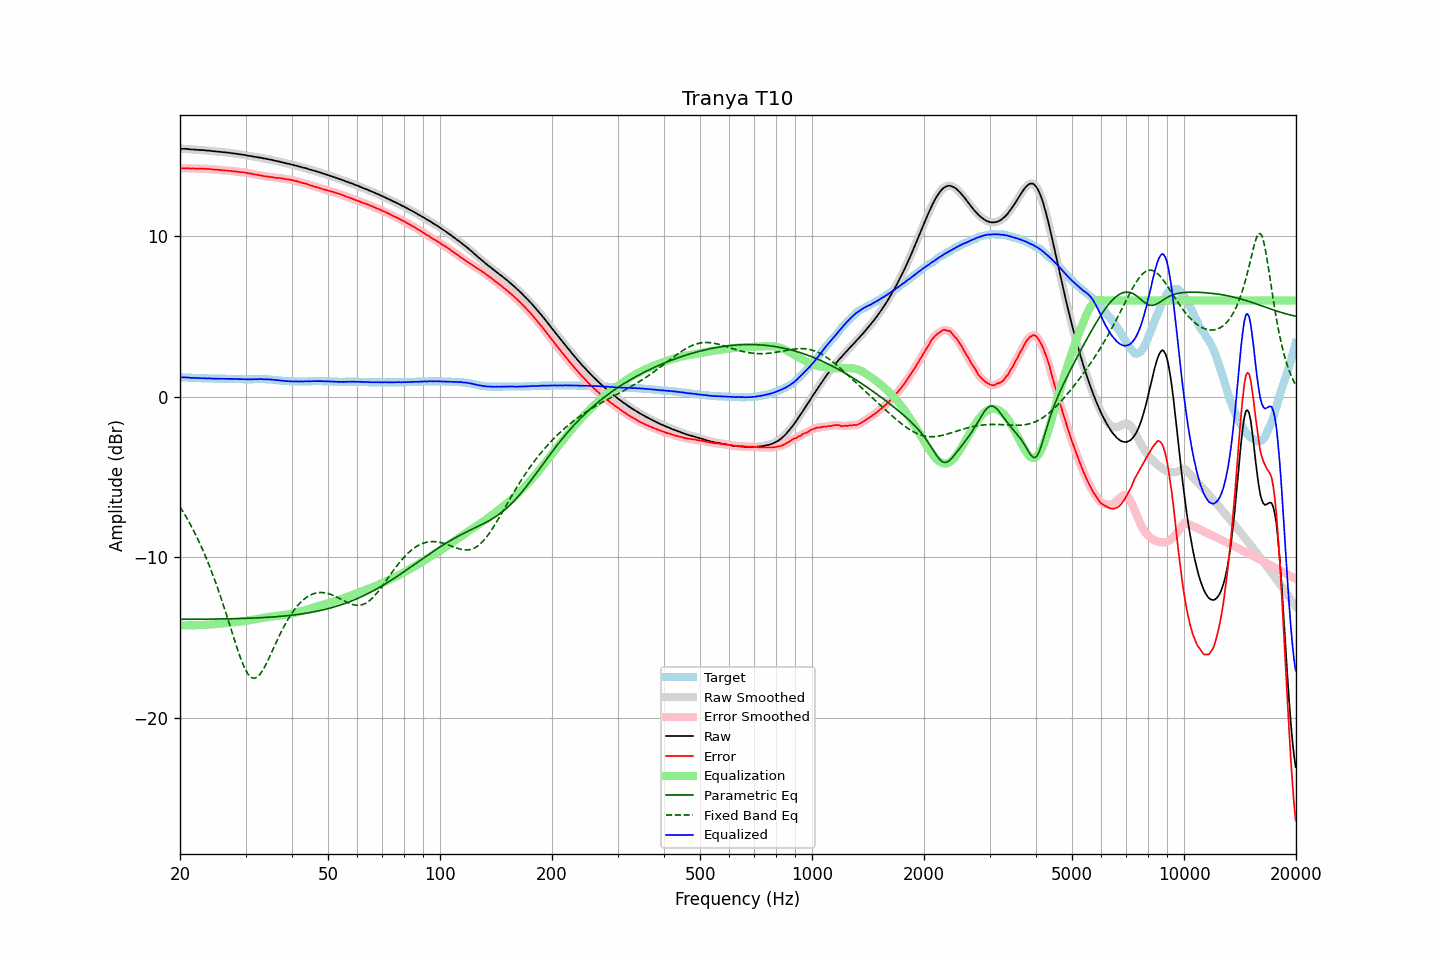 Tranya T10
Amplitude (dBr)
10
0
−10
−20
Target
Raw Smoothed
Error Smoothed
Raw
Error
Equalization
Parametric Eq
Fixed Band Eq
Equalized
20 50 100 200 500 1000 2000 5000 10000 20000
Frequency (Hz)